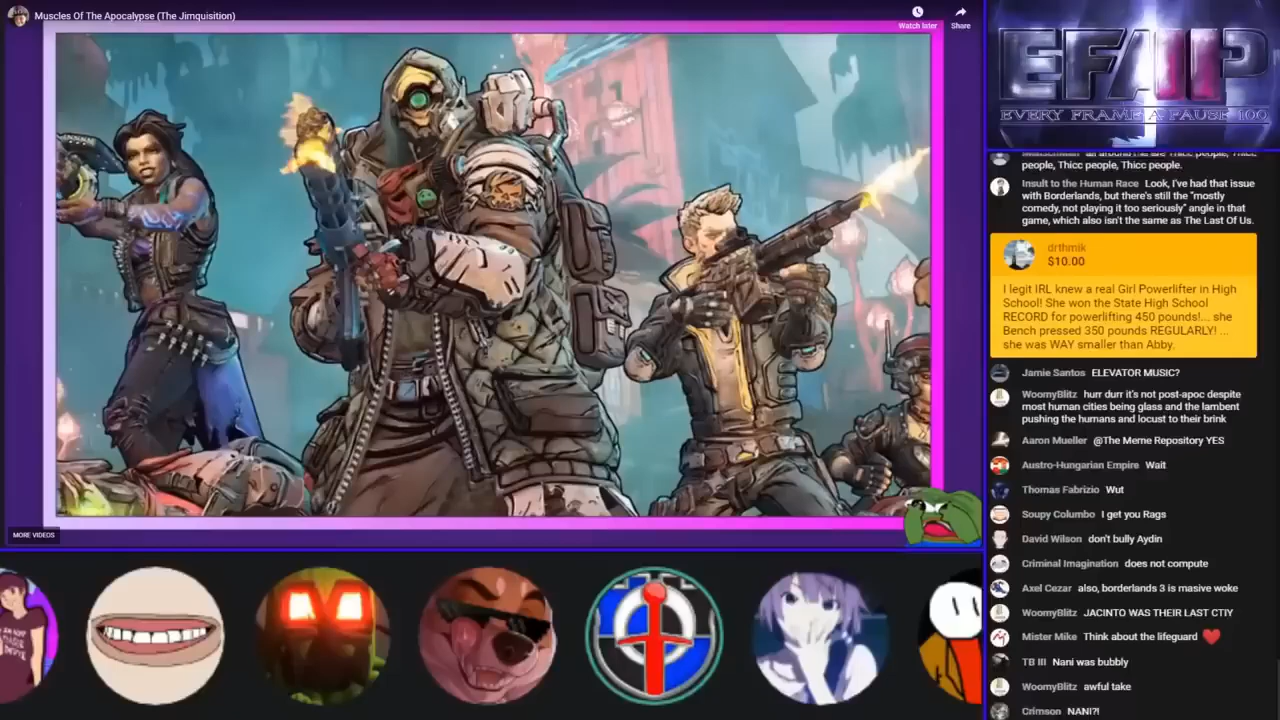 Muscles Of The Apocalypse (The Jimquisition)
Watch later
Share
MORE VIDEOS
EFAP
EVERY FRAME A PAUSE 100
people, Thicc people, Thicc people.
Insult to the Human Race Look, I've had that issue
with Borderlands, but there's still the "mostly
comedy, not playing it too seriously" angle in that
game, which also isn't the same as The Last Of Us.
drthmik
$10.00
I legit IRL knew a real Girl Powerlifter in High
School! She won the State High School
RECORD for powerlifting 450 pounds!... she
Bench pressed 350 pounds REGULARLY! ...
she was WAY smaller than Abby.
Jamie Santos ELEVATOR MUSIC?
WoomyBlitz hurr durr it's not post-apoc despite
most human cities being glass and the lambent
pushing the humans and locust to their brink
Aaron Mueller @The Meme Repository YES
Austro-Hungarian Empire Wait
Thomas Fabrizio Wut
Soupy Columbo I get you Rags
David Wilson don't bully Aydin
Criminal Imagination does not compute
Axel Cezar also, borderlands 3 is masive woke
WoomyBlitz JACINTO WAS THEIR LAST CTIY
Mister Mike Think about the lifeguard
TB III Nani was bubbly
WoomyBlitz awful take
Crimson NANI?!